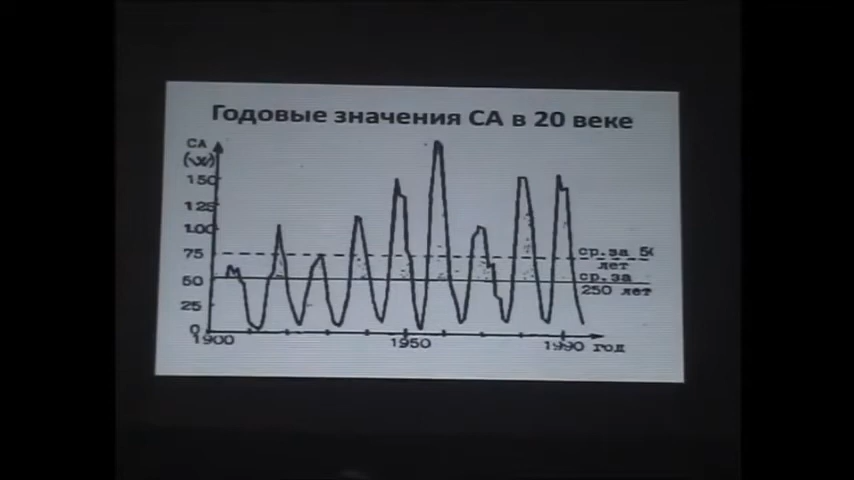 Годовые значения СА в 20 веке
СА
(w)
150
125
100
75
50
25
0
ср.за 50
лет
ср.за
250 лет
1900
1950
1990 год